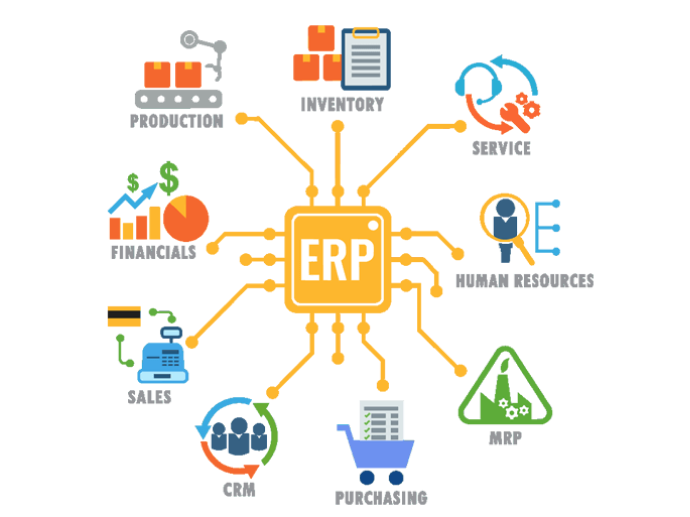 INVENTORY
PRODUCTION
SERVICE
$ $
FINANCIALS
ERP
HUMAN RESOURCES
SALES
MRP
CRM
PURCHASING